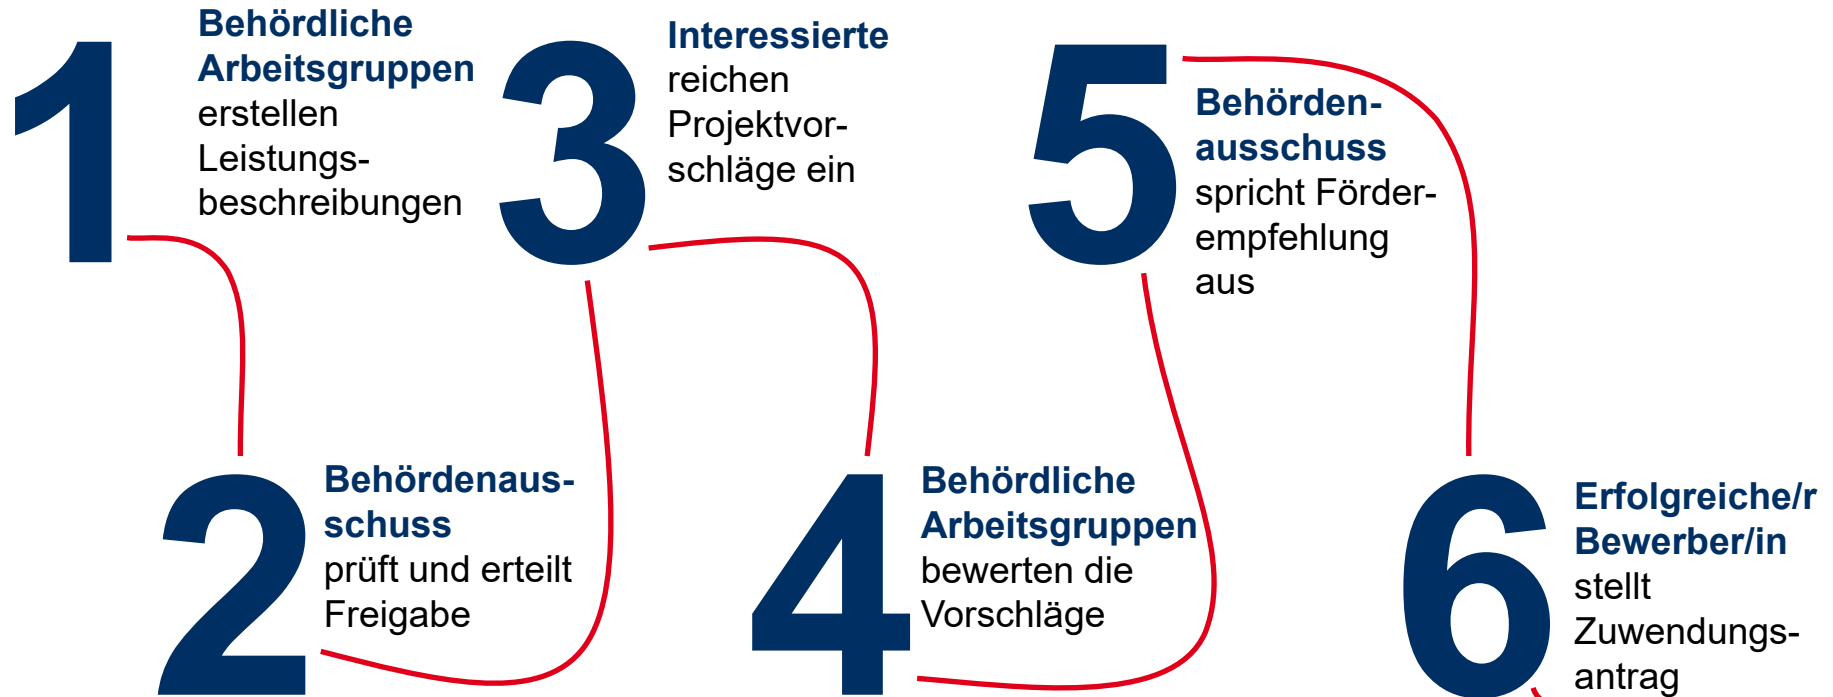 1
Behördliche
Arbeitsgruppen
erstellen
Leistungs-
beschreibungen
2
Behördenaus-
schuss
prüft und erteilt
Freigabe
3
Interessierte
reichen
Projektvor-
schläge ein
4
Behördliche
Arbeitsgruppen
bewerten die
Vorschläge
5
Behörden-
ausschuss
spricht Förder-
empfehlung
aus
6
Erfolgreiche/r
Bewerber/in
stellt
Zuwendungs-
antrag